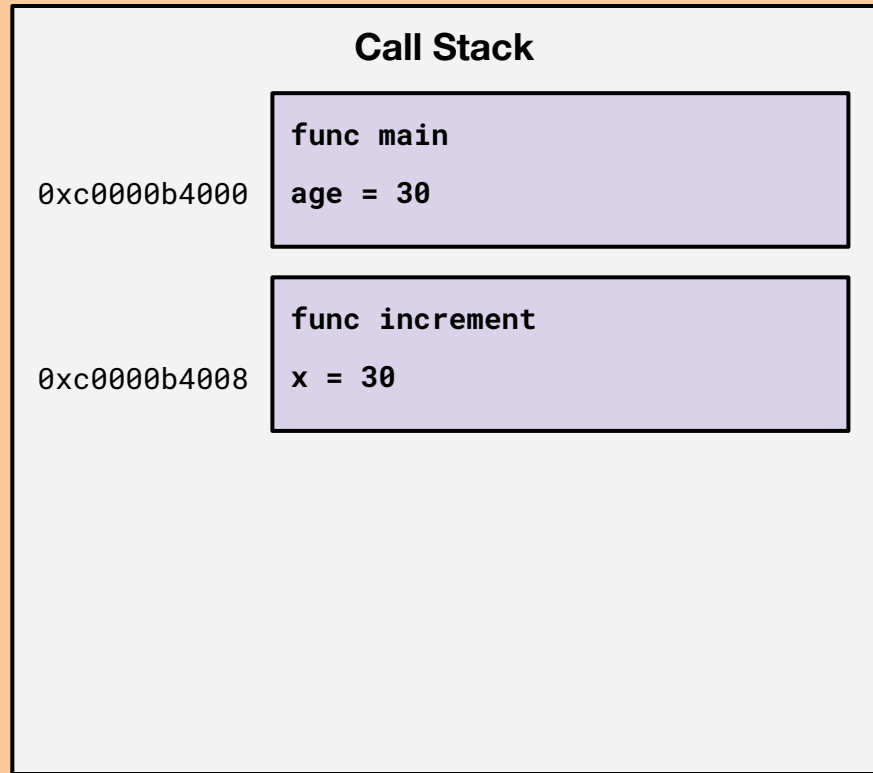 Call Stack
func main
0xc0000b4000 age = 30
func increment
0xc0000b4008 x = 30